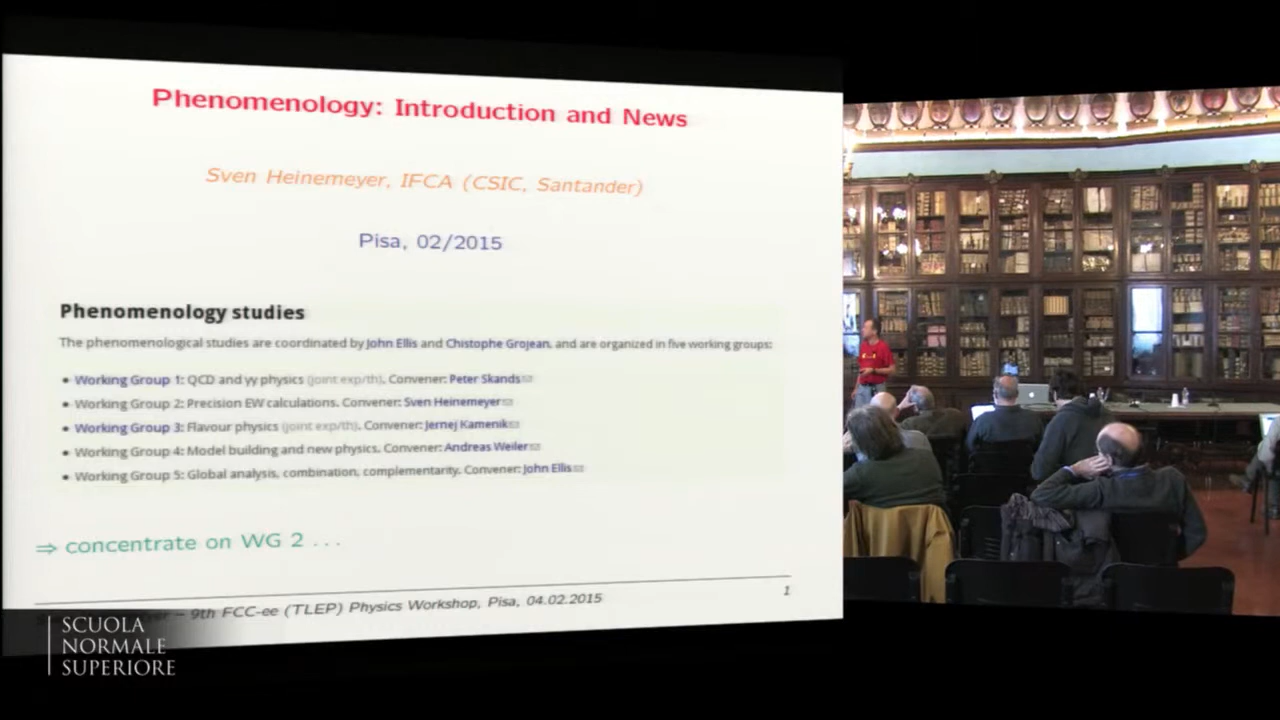 Phenomenology: Introduction and News
Sven Heinemeyer, IFCA (CSIC, Santander)
Pisa, 02/2015
Phenomenology studies
The phenomenological studies are coordinated by John Ellis and Chistophe Grojean, and are organized in five working groups:
• Working Group 1: QCD and γγ physics (joint exp/th). Convener: Peter Skands
• Working Group 2: Precision EW calculations. Convener: Sven Heinemeyer
• Working Group 3: Flavour physics (joint exp/th). Convener: Jernej Kamenik
• Working Group 4: Model building and new physics. Convener: Andreas Weiler
• Working Group 5: Global analysis, combination, complementarity. Convener: John Ellis
⇒ concentrate on WG 2 ...
– 9th FCC-ee (TLEP) Physics Workshop, Pisa, 04.02.2015
1
SCUOLA
NORMALE
SUPERIORE